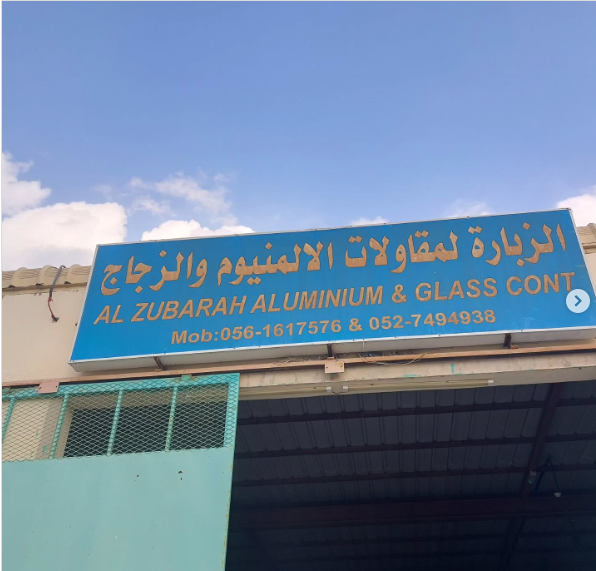 الزبارة لمقاولات الالمنيوم والزجاج
AL ZUBARAH ALUMINIUM & GLASS CONT
Mob:056-1617576 & 052-7494938